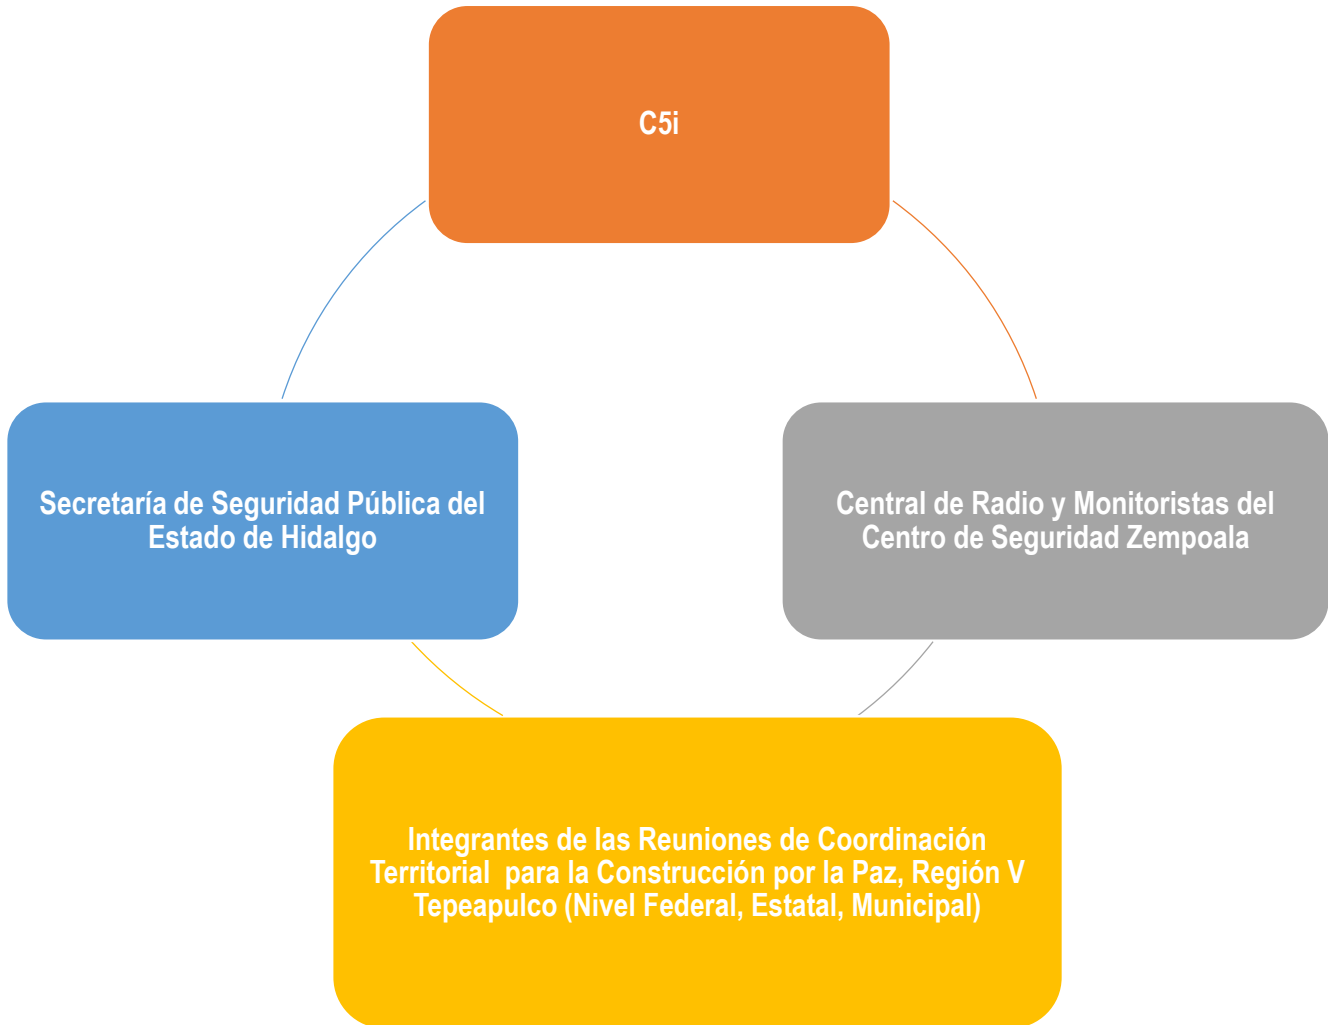 C5i
Secretaría de Seguridad Pública del
Estado de Hidalgo
Central de Radio y Monitoristas del
Centro de Seguridad Zempoala
Integrantes de las Reuniones de Coordinación
Territorial  para la Construcción por la Paz, Región V
Tepeapulco (Nivel Federal, Estatal, Municipal)